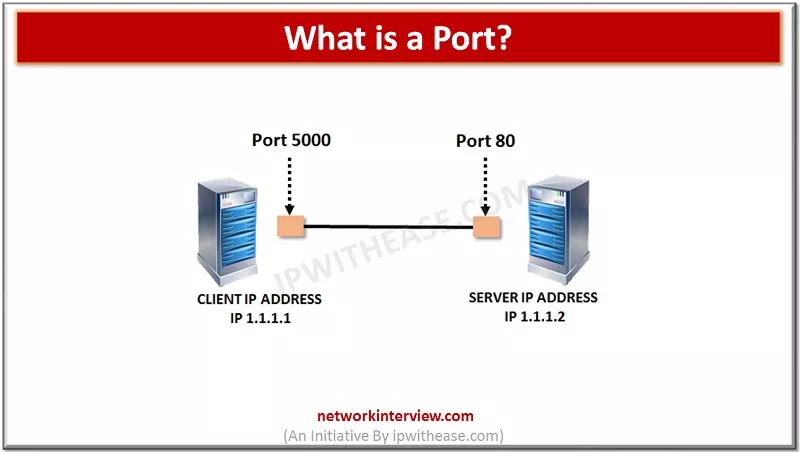 What is a Port?
Port 5000
Port 80
IPWITHEASE.COM
CLIENT IP ADDRESS
IP 1.1.1.1
SERVER IP ADDRESS
IP 1.1.1.2
networkinterview.com
(An Initiative By ipwithease.com)